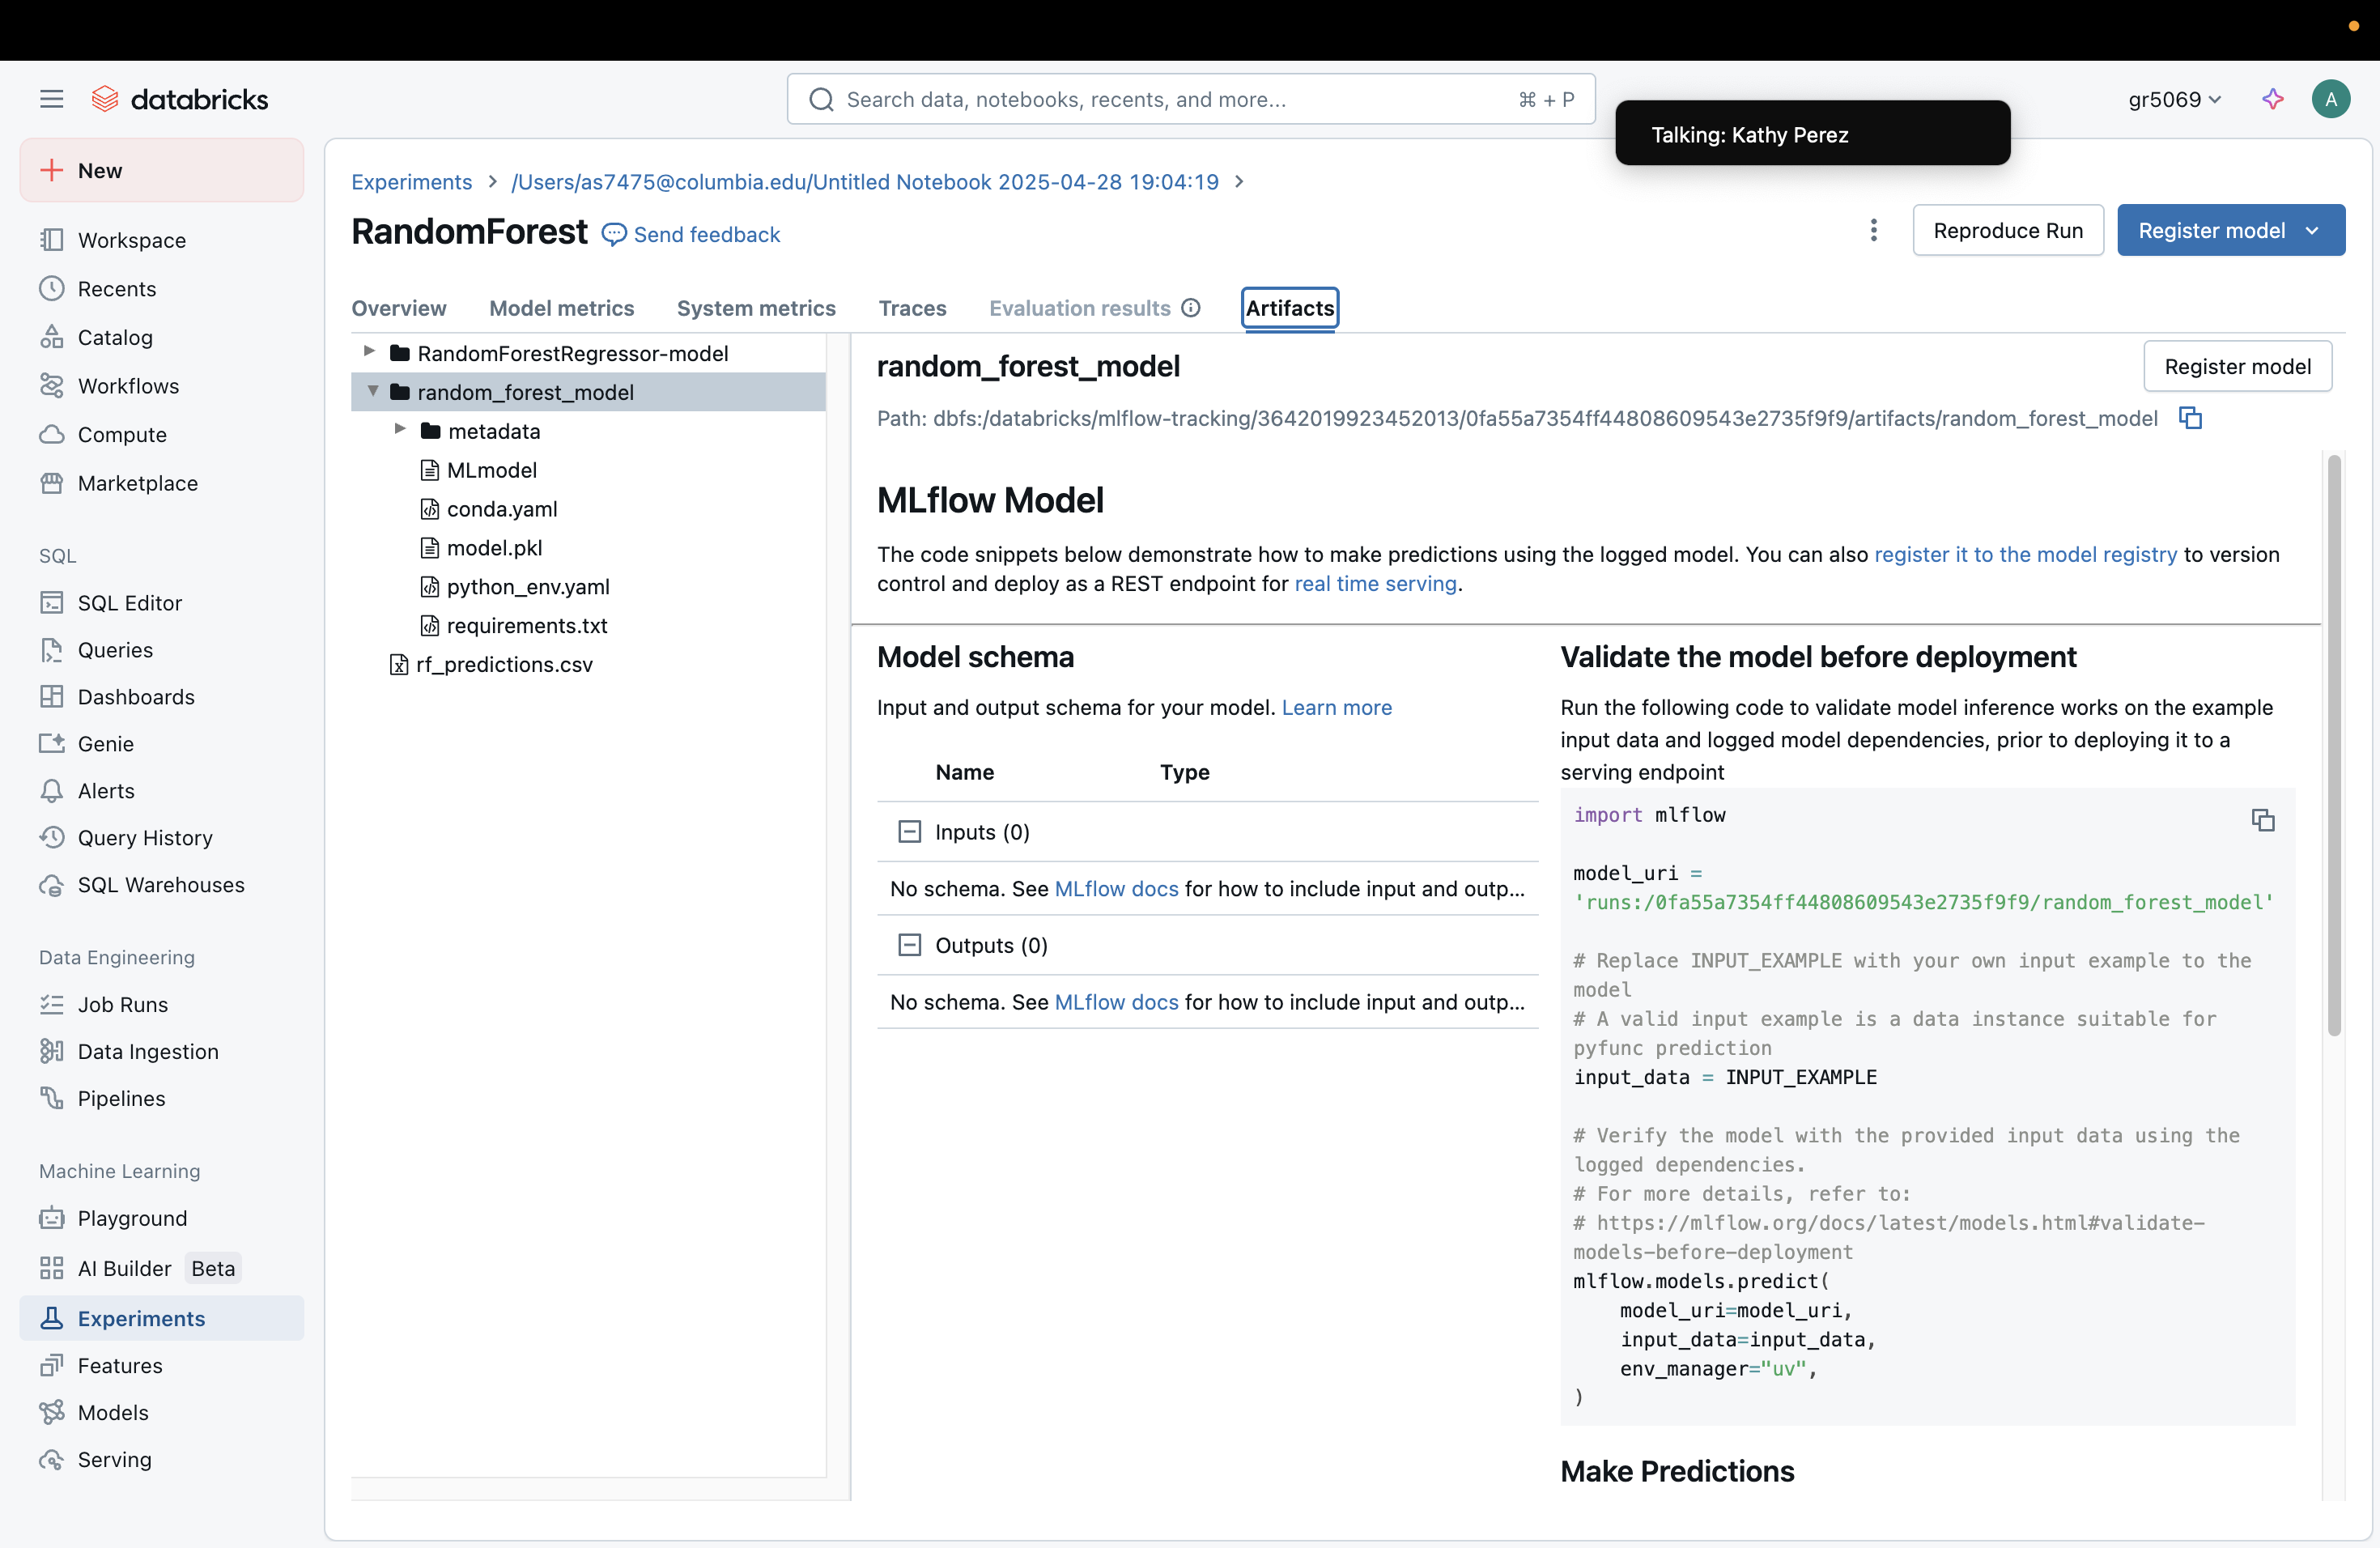 databricks
Search data, notebooks, recents, and more...
⌘ + P
Talking: Kathy Perez
gr5069
A
New
Workspace
Recents
Catalog
Workflows
Compute
Marketplace
SQL
SQL Editor
Queries
Dashboards
Genie
Alerts
Query History
SQL Warehouses
Data Engineering
Job Runs
Data Ingestion
Pipelines
Machine Learning
Playground
AI Builder Beta
Experiments
Features
Models
Serving
Experiments > /Users/as7475@columbia.edu/Untitled Notebook 2025-04-28 19:04:19 >
RandomForest Send feedback
Reproduce Run
Register model
Overview Model metrics System metrics Traces Evaluation results Artifacts
RandomForestRegressor-model
random_forest_model
metadata
MLmodel
conda.yaml
model.pkl
python_env.yaml
requirements.txt
rf_predictions.csv
random_forest_model
Register model
Path: dbfs:/databricks/mlflow-tracking/3642019923452013/0fa55a7354ff44808609543e2735f9f9/artifacts/random_forest_model
MLflow Model
The code snippets below demonstrate how to make predictions using the logged model. You can also register it to the model registry to version
control and deploy as a REST endpoint for real time serving.
Model schema
Input and output schema for your model. Learn more
Name Type
Inputs (0)
No schema. See MLflow docs for how to include input and outp...
Outputs (0)
No schema. See MLflow docs for how to include input and outp...
Validate the model before deployment
Run the following code to validate model inference works on the example
input data and logged model dependencies, prior to deploying it to a
serving endpoint
import mlflow
model_uri =
'runs:/0fa55a7354ff44808609543e2735f9f9/random_forest_model'
# Replace INPUT_EXAMPLE with your own input example to the
model
# A valid input example is a data instance suitable for
pyfunc prediction
input_data = INPUT_EXAMPLE
# Verify the model with the provided input data using the
logged dependencies.
# For more details, refer to:
# https://mlflow.org/docs/latest/models.html#validate-
models-before-deployment
mlflow.models.predict(
model_uri=model_uri,
input_data=input_data,
env_manager="uv",
)
Make Predictions